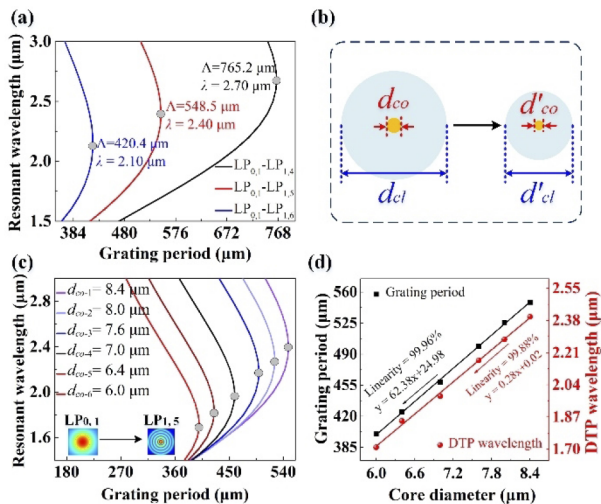 (a)
Resonant wavelength (μm)
3.0
2.5
2.0
1.5
Λ=765.2 μm
λ = 2.70 μm
Λ=548.5 μm
λ = 2.40 μm
Λ=420.4 μm
λ = 2.10 μm
LP0,1-LP1,4
LP0,1-LP1,5
LP0,1-LP1,6
384 480 576 672 768
Grating period (μm)
(b)
dco
d'co
dcl
d'cl
(c)
Resonant wavelength (μm)
2.8
2.4
2.0
1.6
dco-1= 8.4 μm
dco-2= 8.0 μm
dco-3= 7.6 μm
dco-4= 7.0 μm
dco-5= 6.4 μm
dco-6= 6.0 μm
LP0, 1
LP1, 5
180 270 360 450 540
Grating period (μm)
(d)
Grating period (μm)
560
525
490
455
420
385
Grating period
Linearity = 99.96%
y = 62.38x+24.98
Linearity = 99.88%
y = 0.28x+0.02
DTP wavelength
2.55
2.38
2.21
2.04
1.87
1.70
DTP wavelength (μm)
6.0 6.6 7.2 7.8 8.4
Core diameter (μm)